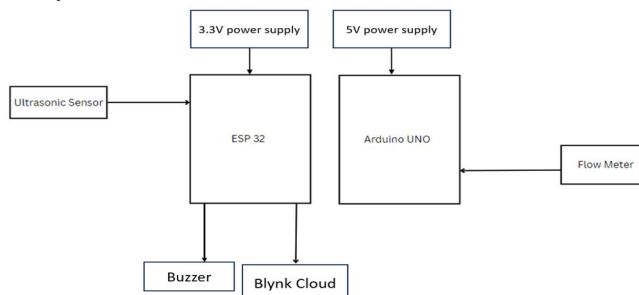 3.3V power supply
5V power supply
Ultrasonic Sensor
ESP 32
Arduino UNO
Flow Meter
Buzzer
Blynk Cloud